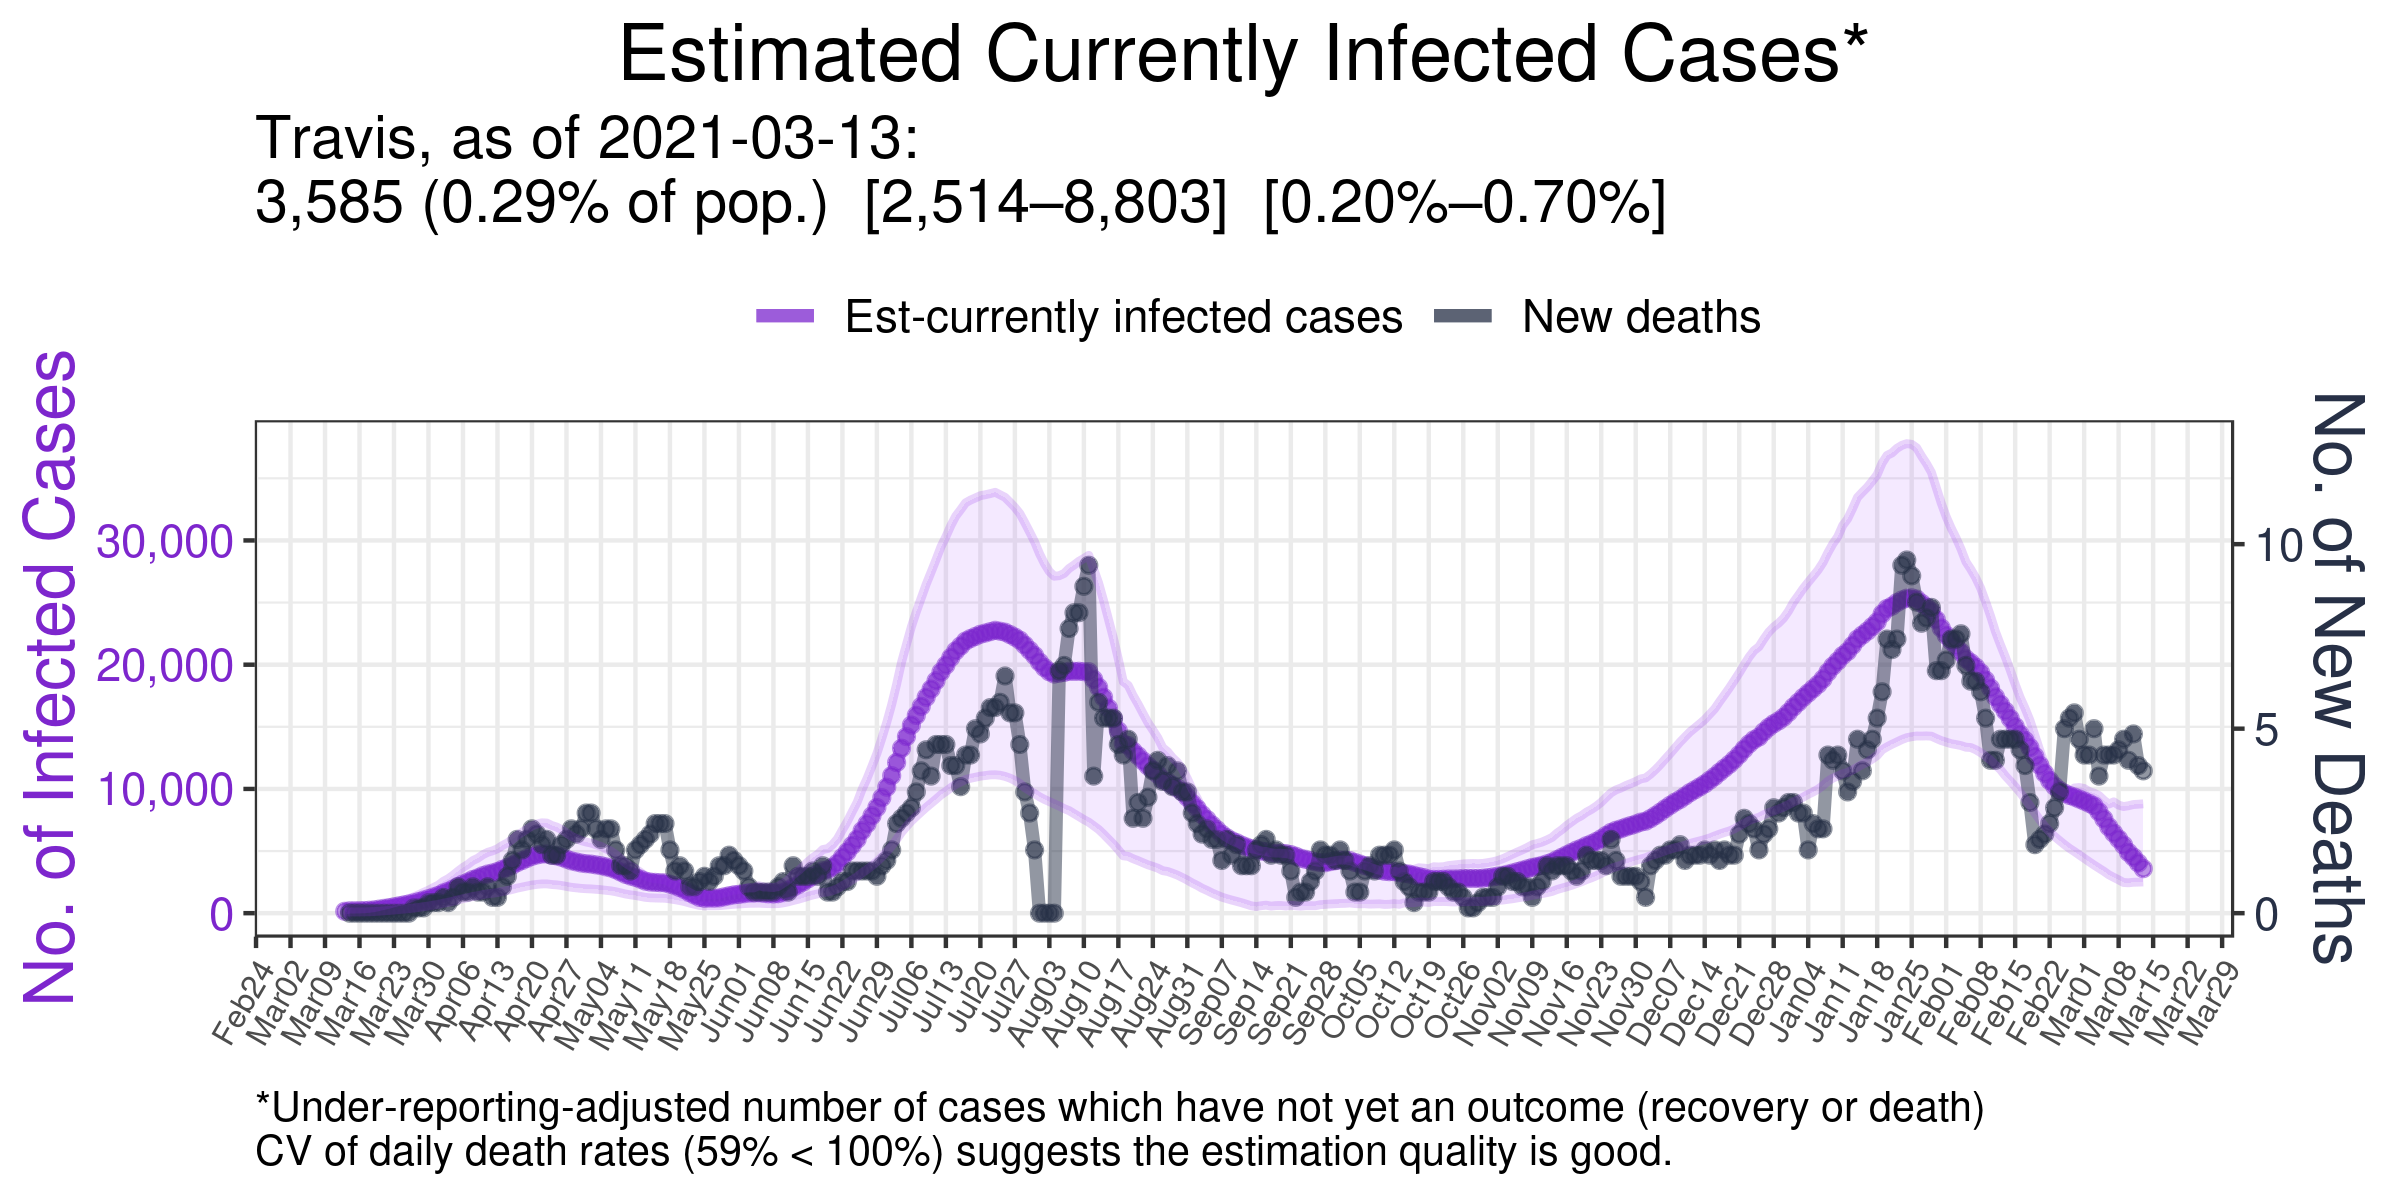 Estimated Currently Infected Cases*
Travis, as of 2021-03-13:
3,585 (0.29% of pop.) [2,514–8,803] [0.20%–0.70%]
Est-currently infected cases
New deaths
No. of Infected Cases
30,000
20,000
10,000
0
10
5
0
No. of New Deaths
Feb24
Mar02
Mar09
Mar16
Mar23
Mar30
Apr06
Apr13
Apr20
Apr27
May04
May11
May18
May25
Jun01
Jun08
Jun15
Jun22
Jun29
Jul06
Jul13
Jul20
Jul27
Aug03
Aug10
Aug17
Aug24
Aug31
Sep07
Sep14
Sep21
Sep28
Oct05
Oct12
Oct19
Oct26
Nov02
Nov09
Nov16
Nov23
Nov30
Dec07
Dec14
Dec21
Dec28
Jan04
Jan11
Jan18
Jan25
Feb01
Feb08
Feb15
Feb22
Mar01
Mar08
Mar15
Mar22
Mar29
*Under-reporting-adjusted number of cases which have not yet an outcome (recovery or death)
CV of daily death rates (59% < 100%) suggests the estimation quality is good.